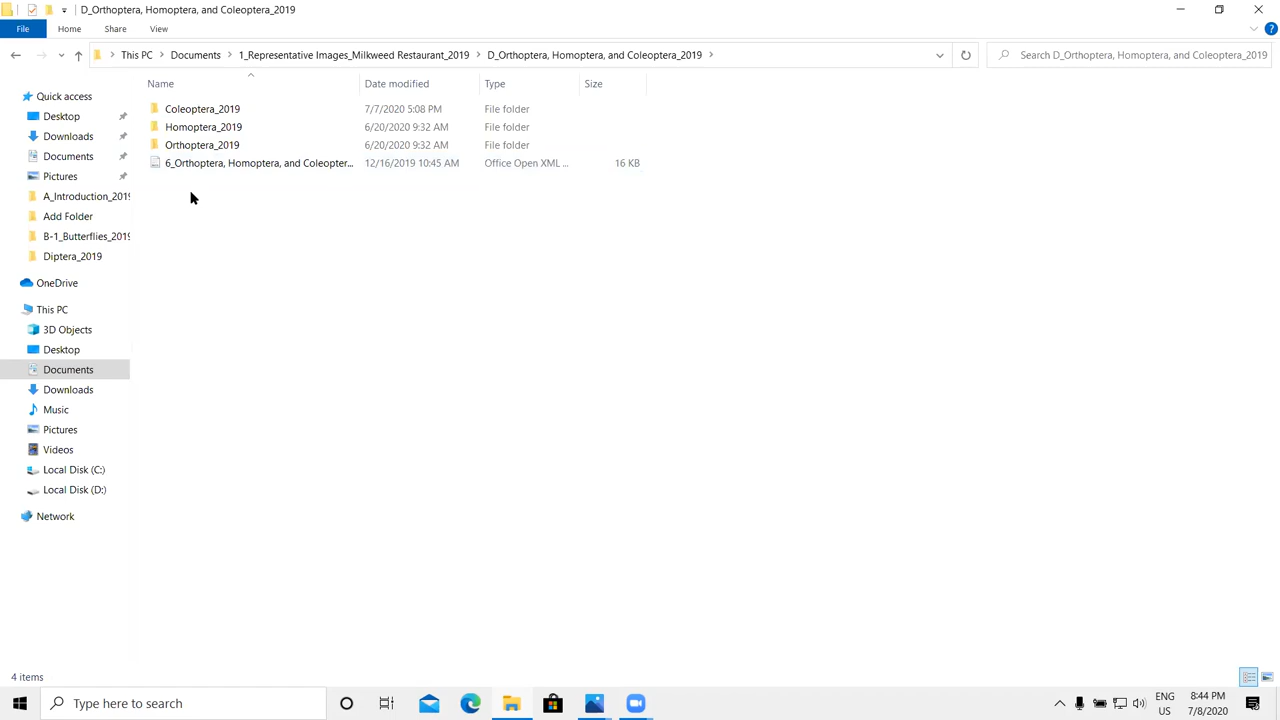 D_Orthoptera, Homoptera, and Coleoptera_2019
File Home Share View
This PC Documents 1_Representative Images_Milkweed Restaurant_2019 D_Orthoptera, Homoptera, and Coleoptera_2019 Search D_Orthoptera, Homoptera, and Coleoptera_2019
Name Date modified Type Size
Coleoptera_2019 7/7/2020 5:08 PM File folder
Homoptera_2019 6/20/2020 9:32 AM File folder
Orthoptera_2019 6/20/2020 9:32 AM File folder
6_Orthoptera, Homoptera, and Coleopter... 12/16/2019 10:45 AM Office Open XML ... 16 KB
Quick access
Desktop
Downloads
Documents
Pictures
A_Introduction_2019
Add Folder
B-1_Butterflies_2019
Diptera_2019
OneDrive
This PC
3D Objects
Desktop
Documents
Downloads
Music
Pictures
Videos
Local Disk (C:)
Local Disk (D:)
Network
4 items
Type here to search
ENG 8:44 PM
US 7/8/2020